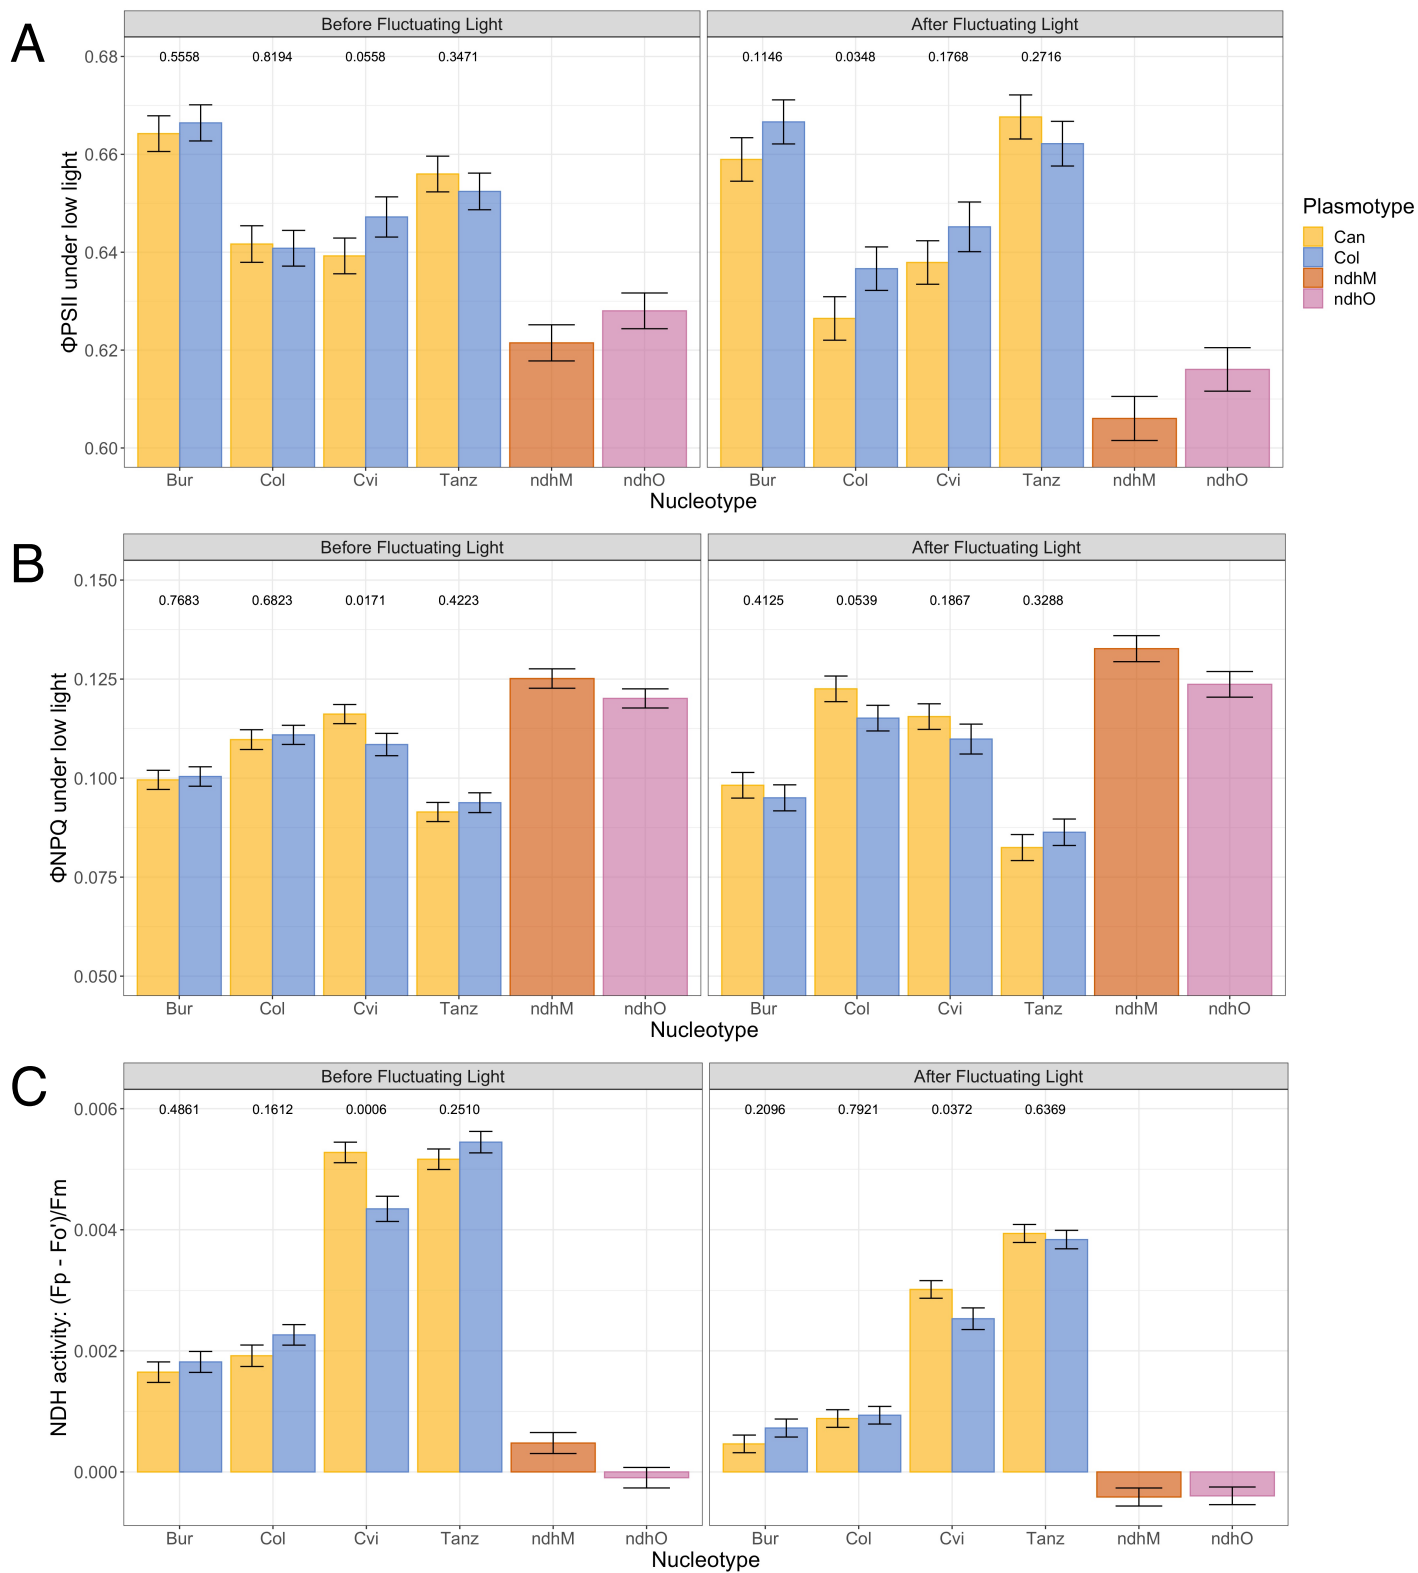 A
Before Fluctuating Light
After Fluctuating Light
0.5558 0.8194 0.0558 0.3471
0.1146 0.0348 0.1768 0.2716
0.68
0.66
0.64
0.62
0.60
ΦPSII under low light
Bur Col Cvi Tanz ndhM ndhO
Bur Col Cvi Tanz ndhM ndhO
Nucleotype
Plasmotype
Can
Col
ndhM
ndhO
B
Before Fluctuating Light
After Fluctuating Light
0.7683 0.6823 0.0171 0.4223
0.4125 0.0539 0.1867 0.3288
0.150
0.125
0.100
0.075
0.050
ΦNPQ under low light
Bur Col Cvi Tanz ndhM ndhO
Bur Col Cvi Tanz ndhM ndhO
Nucleotype
C
Before Fluctuating Light
After Fluctuating Light
0.4861 0.1612 0.0006 0.2510
0.2096 0.7921 0.0372 0.6369
0.006
0.004
0.002
0.000
NDH activity: (Fp - Fo')/Fm
Bur Col Cvi Tanz ndhM ndhO
Bur Col Cvi Tanz ndhM ndhO
Nucleotype